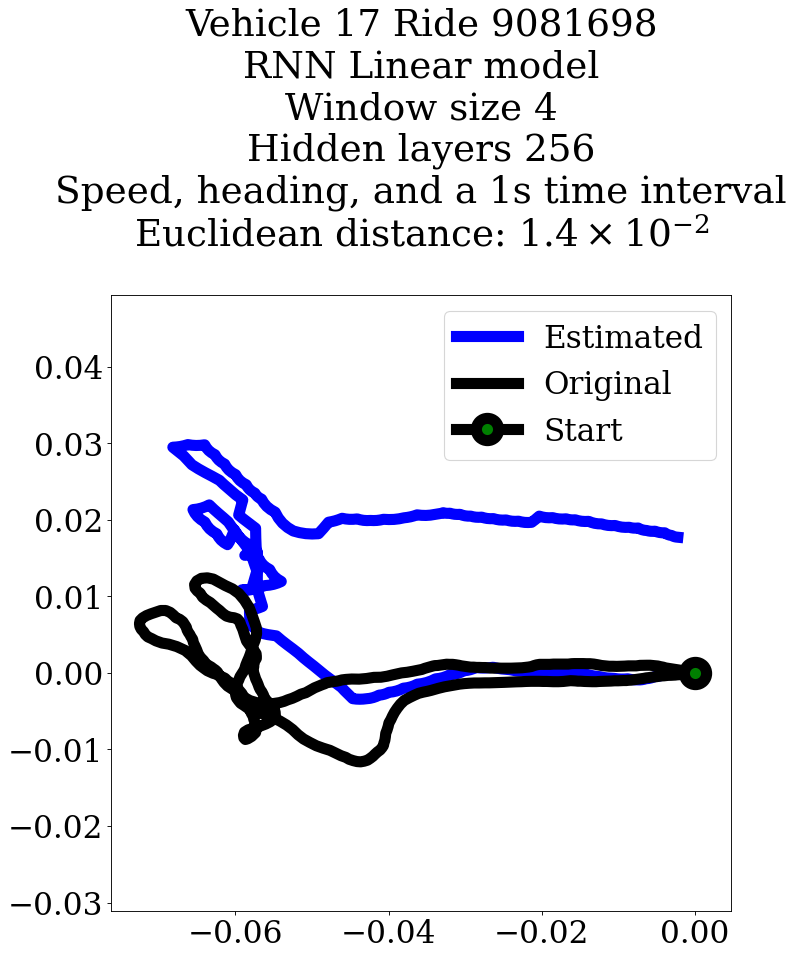 Vehicle 17 Ride 9081698
RNN Linear model
Window size 4
Hidden layers 256
Speed, heading, and a 1s time interval
Euclidean distance: 1.4 × 10⁻²
Estimated
Original
Start
0.04
0.03
0.02
0.01
0.00
−0.01
−0.02
−0.03
−0.06 −0.04 −0.02 0.00